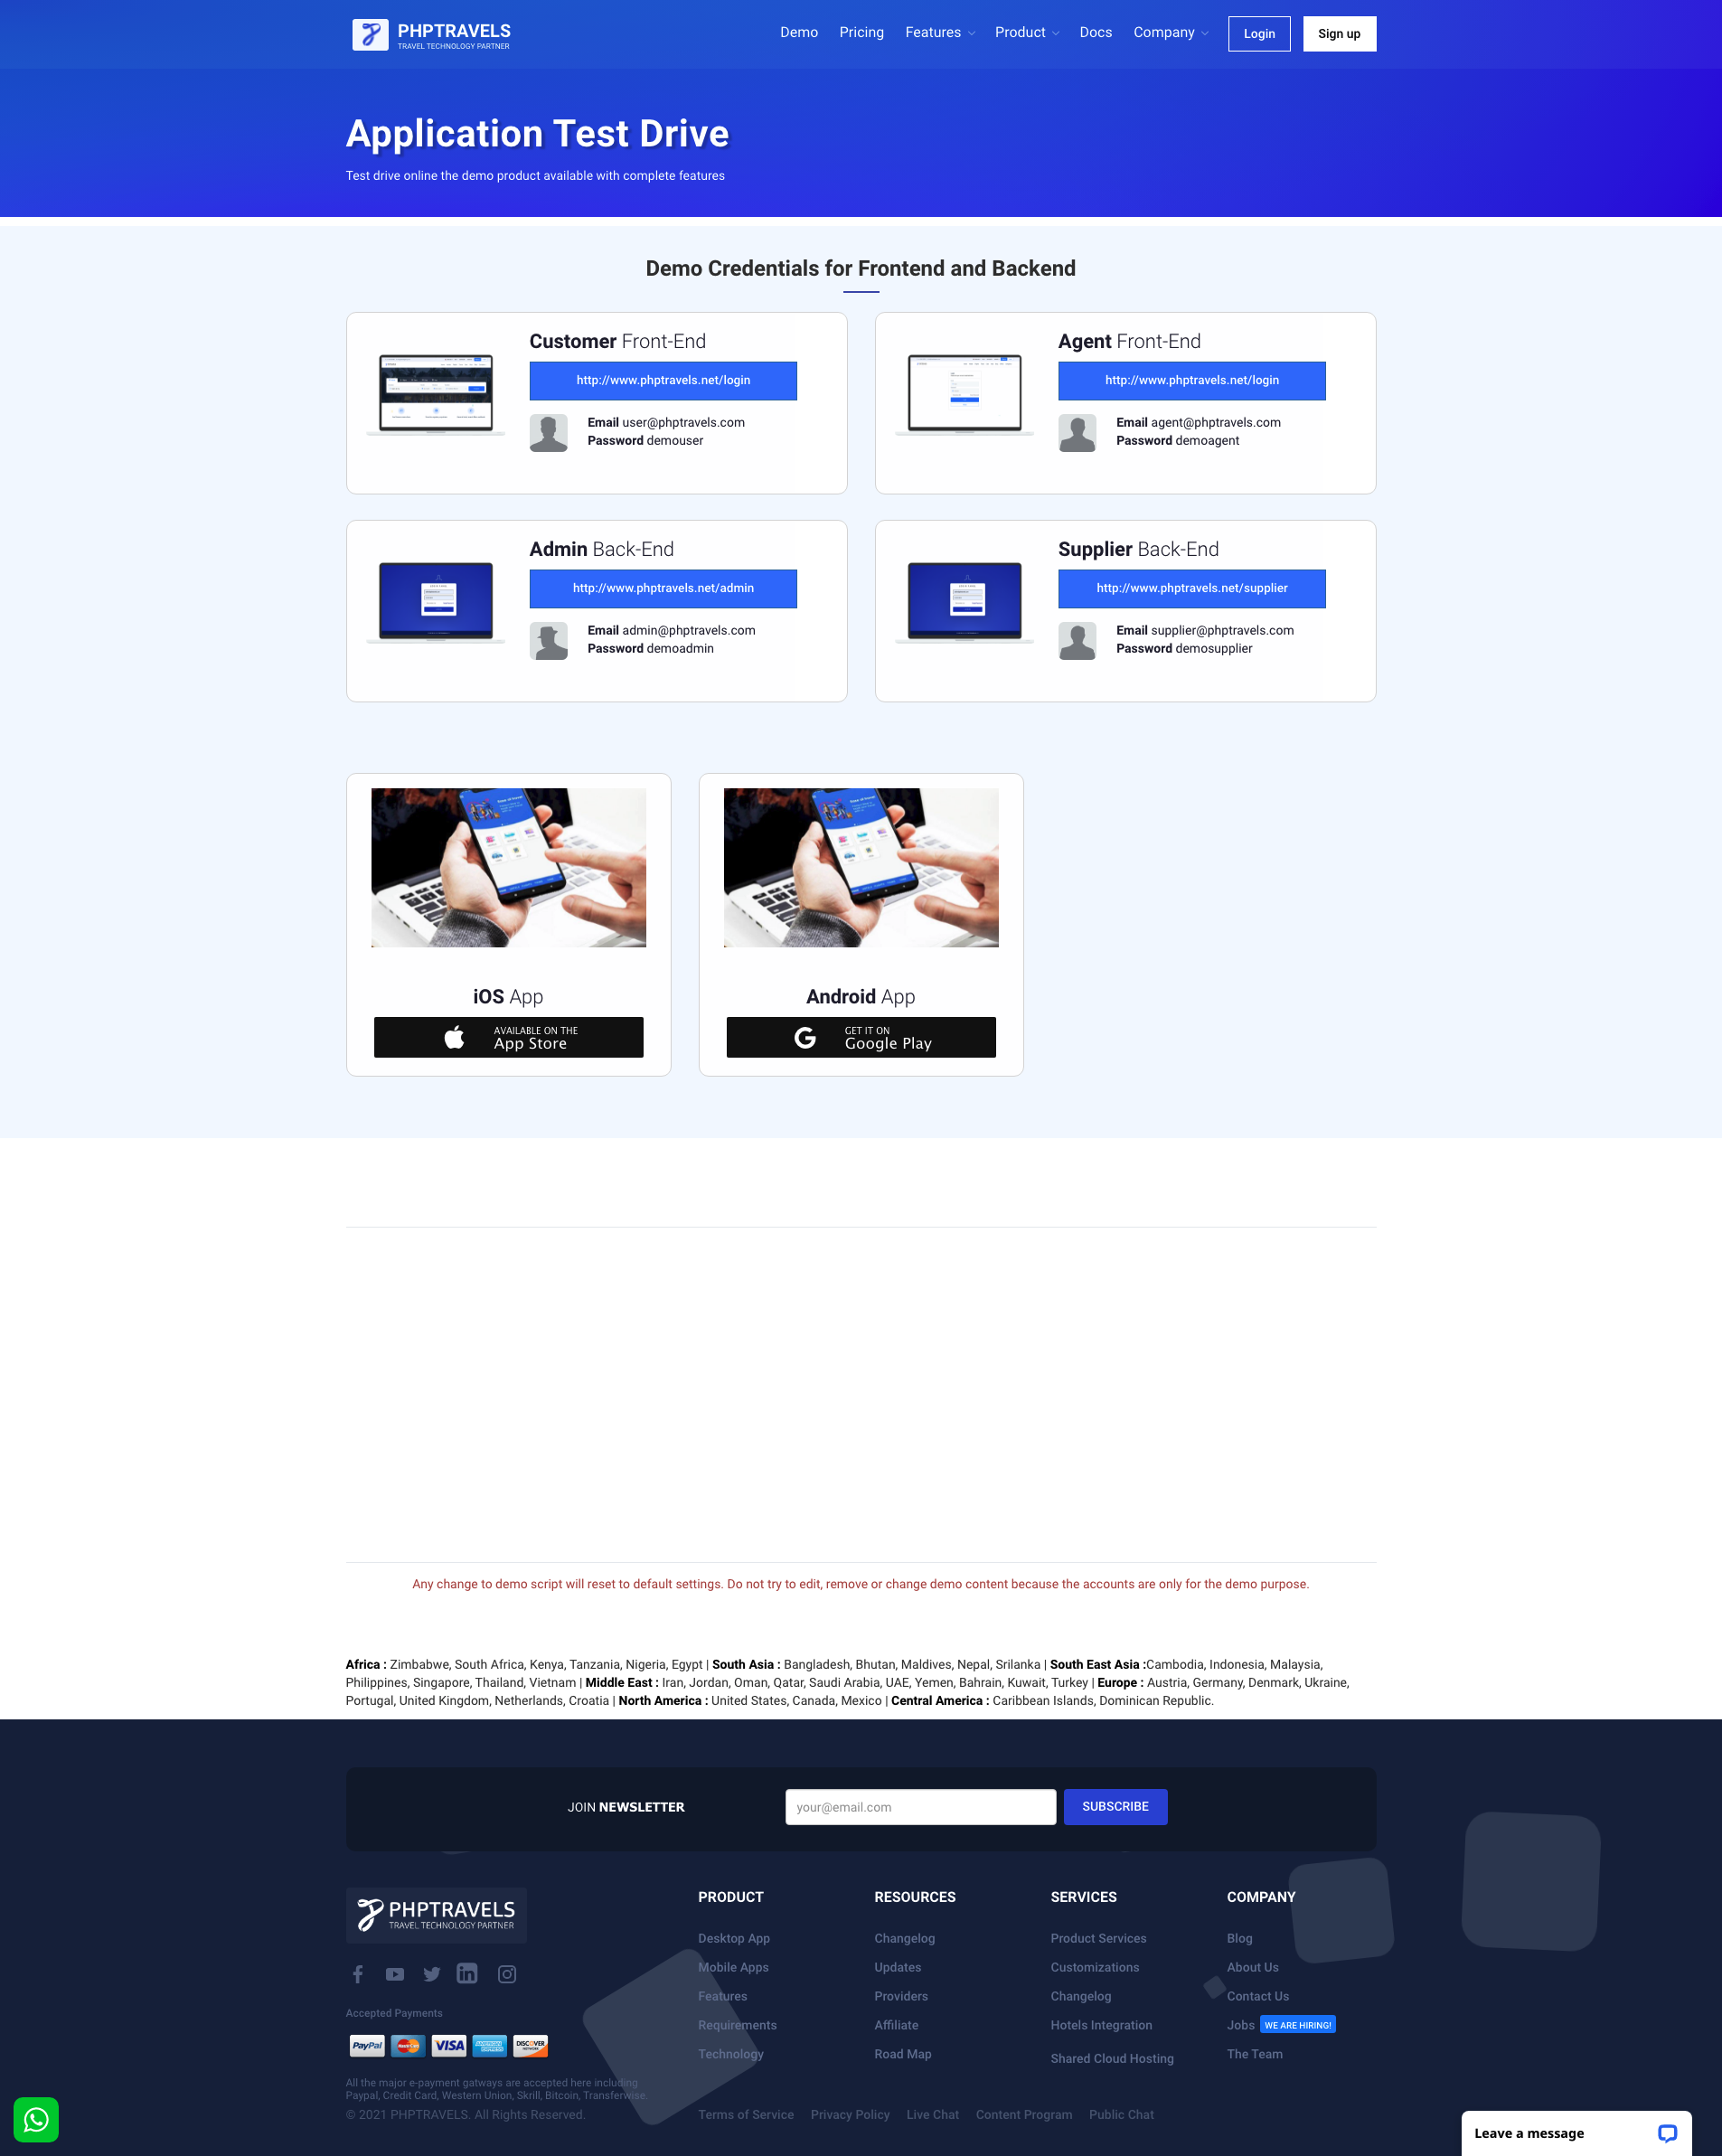 PHPTRAVELS
TRAVEL TECHNOLOGY PARTNER
Demo Pricing Features Product Docs Company Login Sign up
Application Test Drive
Test drive online the demo product available with complete features
Demo Credentials for Frontend and Backend
Customer Front-End
http://www.phptravels.net/login
Email user@phptravels.com
Password demouser
Agent Front-End
http://www.phptravels.net/login
Email agent@phptravels.com
Password demoagent
Admin Back-End
http://www.phptravels.net/admin
Email admin@phptravels.com
Password demoadmin
Supplier Back-End
http://www.phptravels.net/supplier
Email supplier@phptravels.com
Password demosupplier
iOS App
AVAILABLE ON THE
App Store
Android App
GET IT ON
Google Play
Any change to demo script will reset to default settings. Do not try to edit, remove or change demo content because the accounts are only for the demo purpose.
Africa : Zimbabwe, South Africa, Kenya, Tanzania, Nigeria, Egypt | South Asia : Bangladesh, Bhutan, Maldives, Nepal, Srilanka | South East Asia :Cambodia, Indonesia, Malaysia,
Philippines, Singapore, Thailand, Vietnam | Middle East : Iran, Jordan, Oman, Qatar, Saudi Arabia, UAE, Yemen, Bahrain, Kuwait, Turkey | Europe : Austria, Germany, Denmark, Ukraine,
Portugal, United Kingdom, Netherlands, Croatia | North America : United States, Canada, Mexico | Central America : Caribbean Islands, Dominican Republic.
JOIN NEWSLETTER
your@email.com
SUBSCRIBE
PHPTRAVELS
TRAVEL TECHNOLOGY PARTNER
Accepted Payments
PayPal MasterCard VISA AMERICAN EXPRESS DISCOVER NETWORK
All the major e-payment gatways are accepted here including
Paypal, Credit Card, Western Union, Skrill, Bitcoin, Transferwise.
© 2021 PHPTRAVELS. All Rights Reserved.
PRODUCT
Desktop App
Mobile Apps
Features
Requirements
Technology
RESOURCES
Changelog
Updates
Providers
Affiliate
Road Map
SERVICES
Product Services
Customizations
Changelog
Hotels Integration
Shared Cloud Hosting
COMPANY
Blog
About Us
Contact Us
Jobs WE ARE HIRING!
The Team
Terms of Service Privacy Policy Live Chat Content Program Public Chat
Leave a message